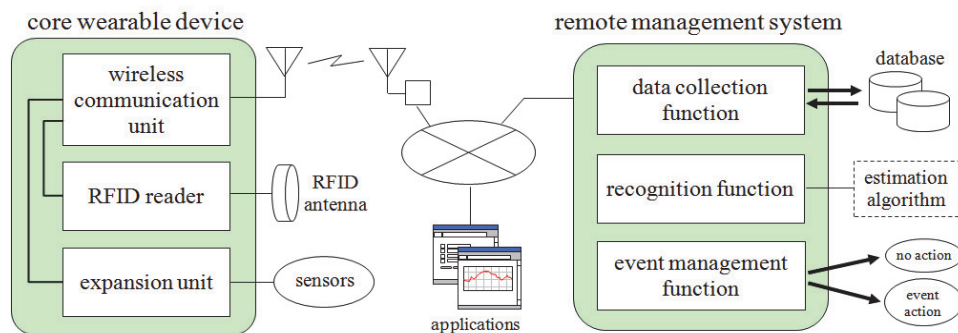 core wearable device
wireless
communication
unit
RFID reader
RFID
antenna
expansion unit
sensors
applications
remote management system
data collection
function
database
recognition function
estimation
algorithm
event management
function
no action
event
action